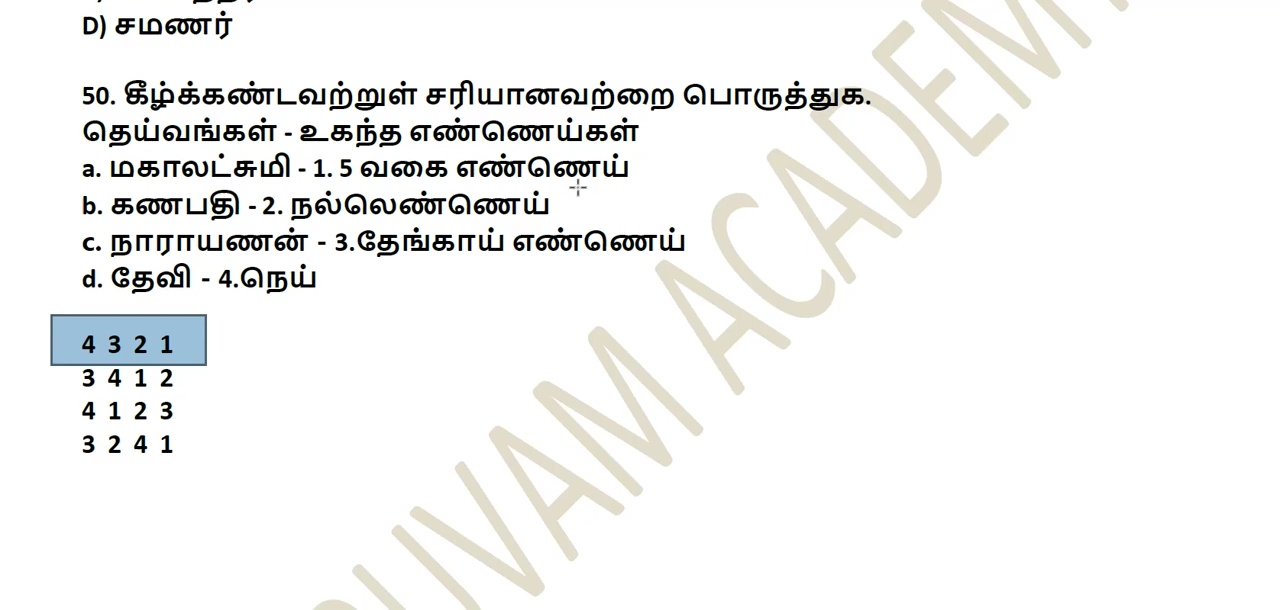 D) சமணர்
50. கீழ்க்கண்டவற்றுள் சரியானவற்றை பொருத்துக.
தெய்வங்கள் - உகந்த எண்ணெய்கள்
a. மகாலட்சுமி - 1. 5 வகை எண்ணெய்
b. கணபதி - 2. நல்லெண்ணெய்
c. நாராயணன் - 3.தேங்காய் எண்ணெய்
d. தேவி - 4.நெய்
4 3 2 1
3 4 1 2
4 1 2 3
3 2 4 1
UVAM ACADEMY